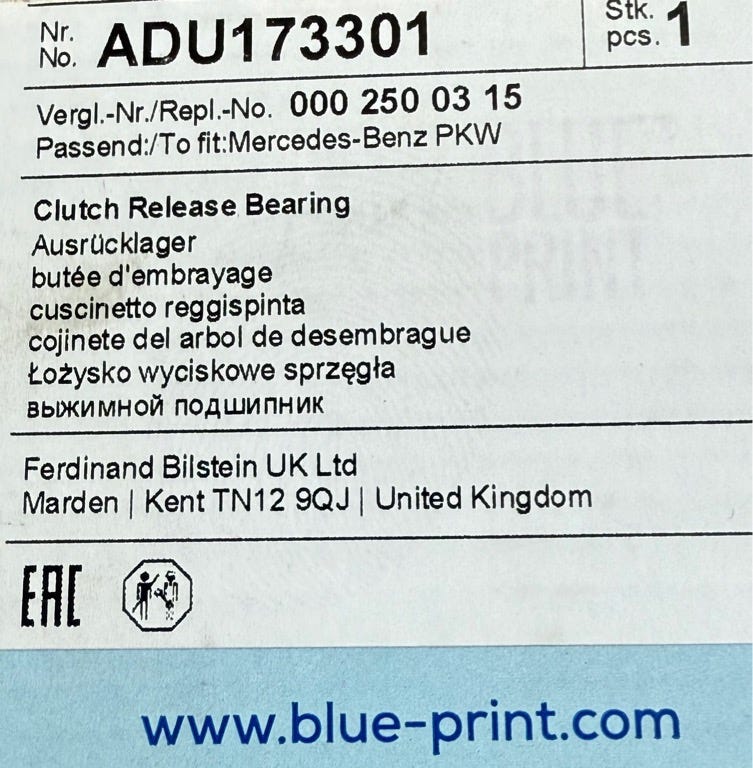 Nr.
No. ADU173301
Stk.
pcs. 1
Vergl.-Nr./Repl.-No. 000 250 03 15
Passend:/To fit:Mercedes-Benz PKW
Clutch Release Bearing
Ausrücklager
butée d'embrayage
cuscinetto reggispinta
cojinete del arbol de desembrague
Łożysko wyciskowe sprzęgła
выжимной подшипник
Ferdinand Bilstein UK Ltd
Marden | Kent TN12 9QJ | United Kingdom
EAC
www.blue-print.com